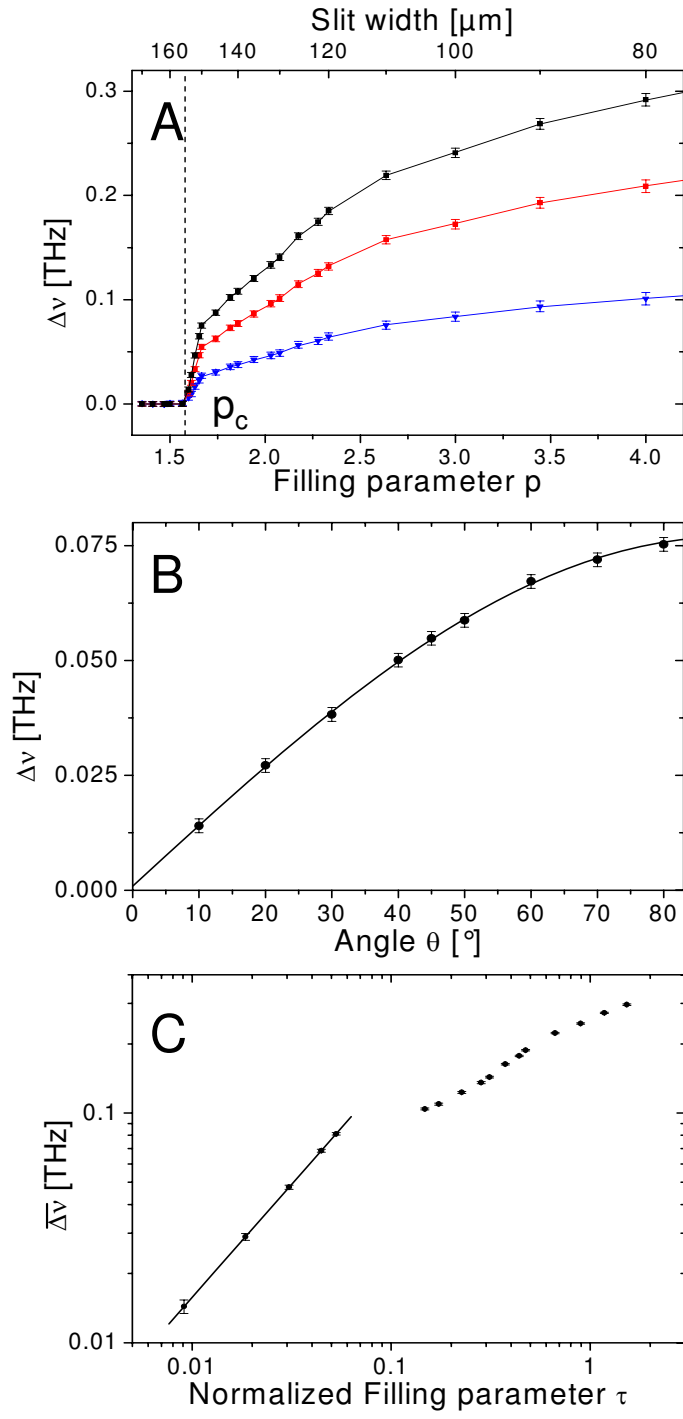 Slit width [µm]
160 140 120 100 80
A
0.3
0.2
0.1
0.0
Δν [THz]
p_c
1.5 2.0 2.5 3.0 3.5 4.0
Filling parameter p
B
0.075
0.050
0.025
0.000
Δν [THz]
0 10 20 30 40 50 60 70 80
Angle θ [°]
C
0.1
0.01
Δ̅ν̅ [THz]
0.01 0.1 1
Normalized Filling parameter τ